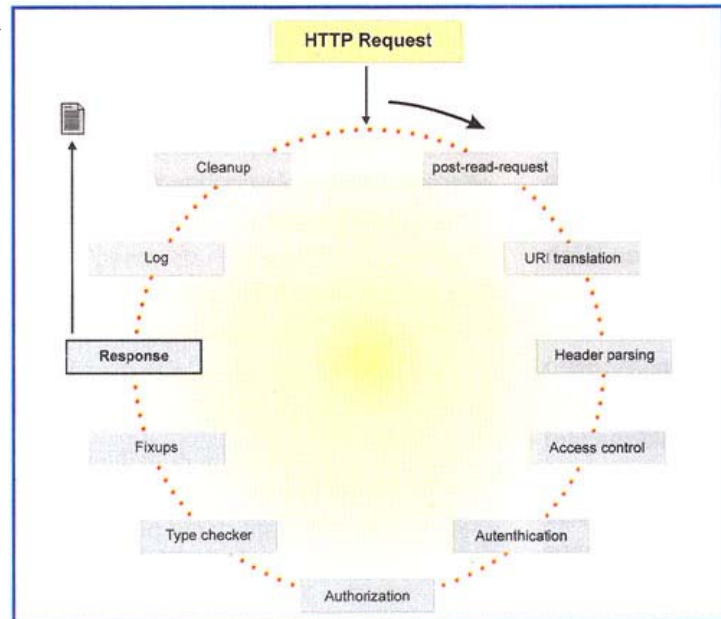 HTTP Request
post-read-request
URI translation
Header parsing
Access control
Autenthication
Authorization
Type checker
Fixups
Response
Log
Cleanup